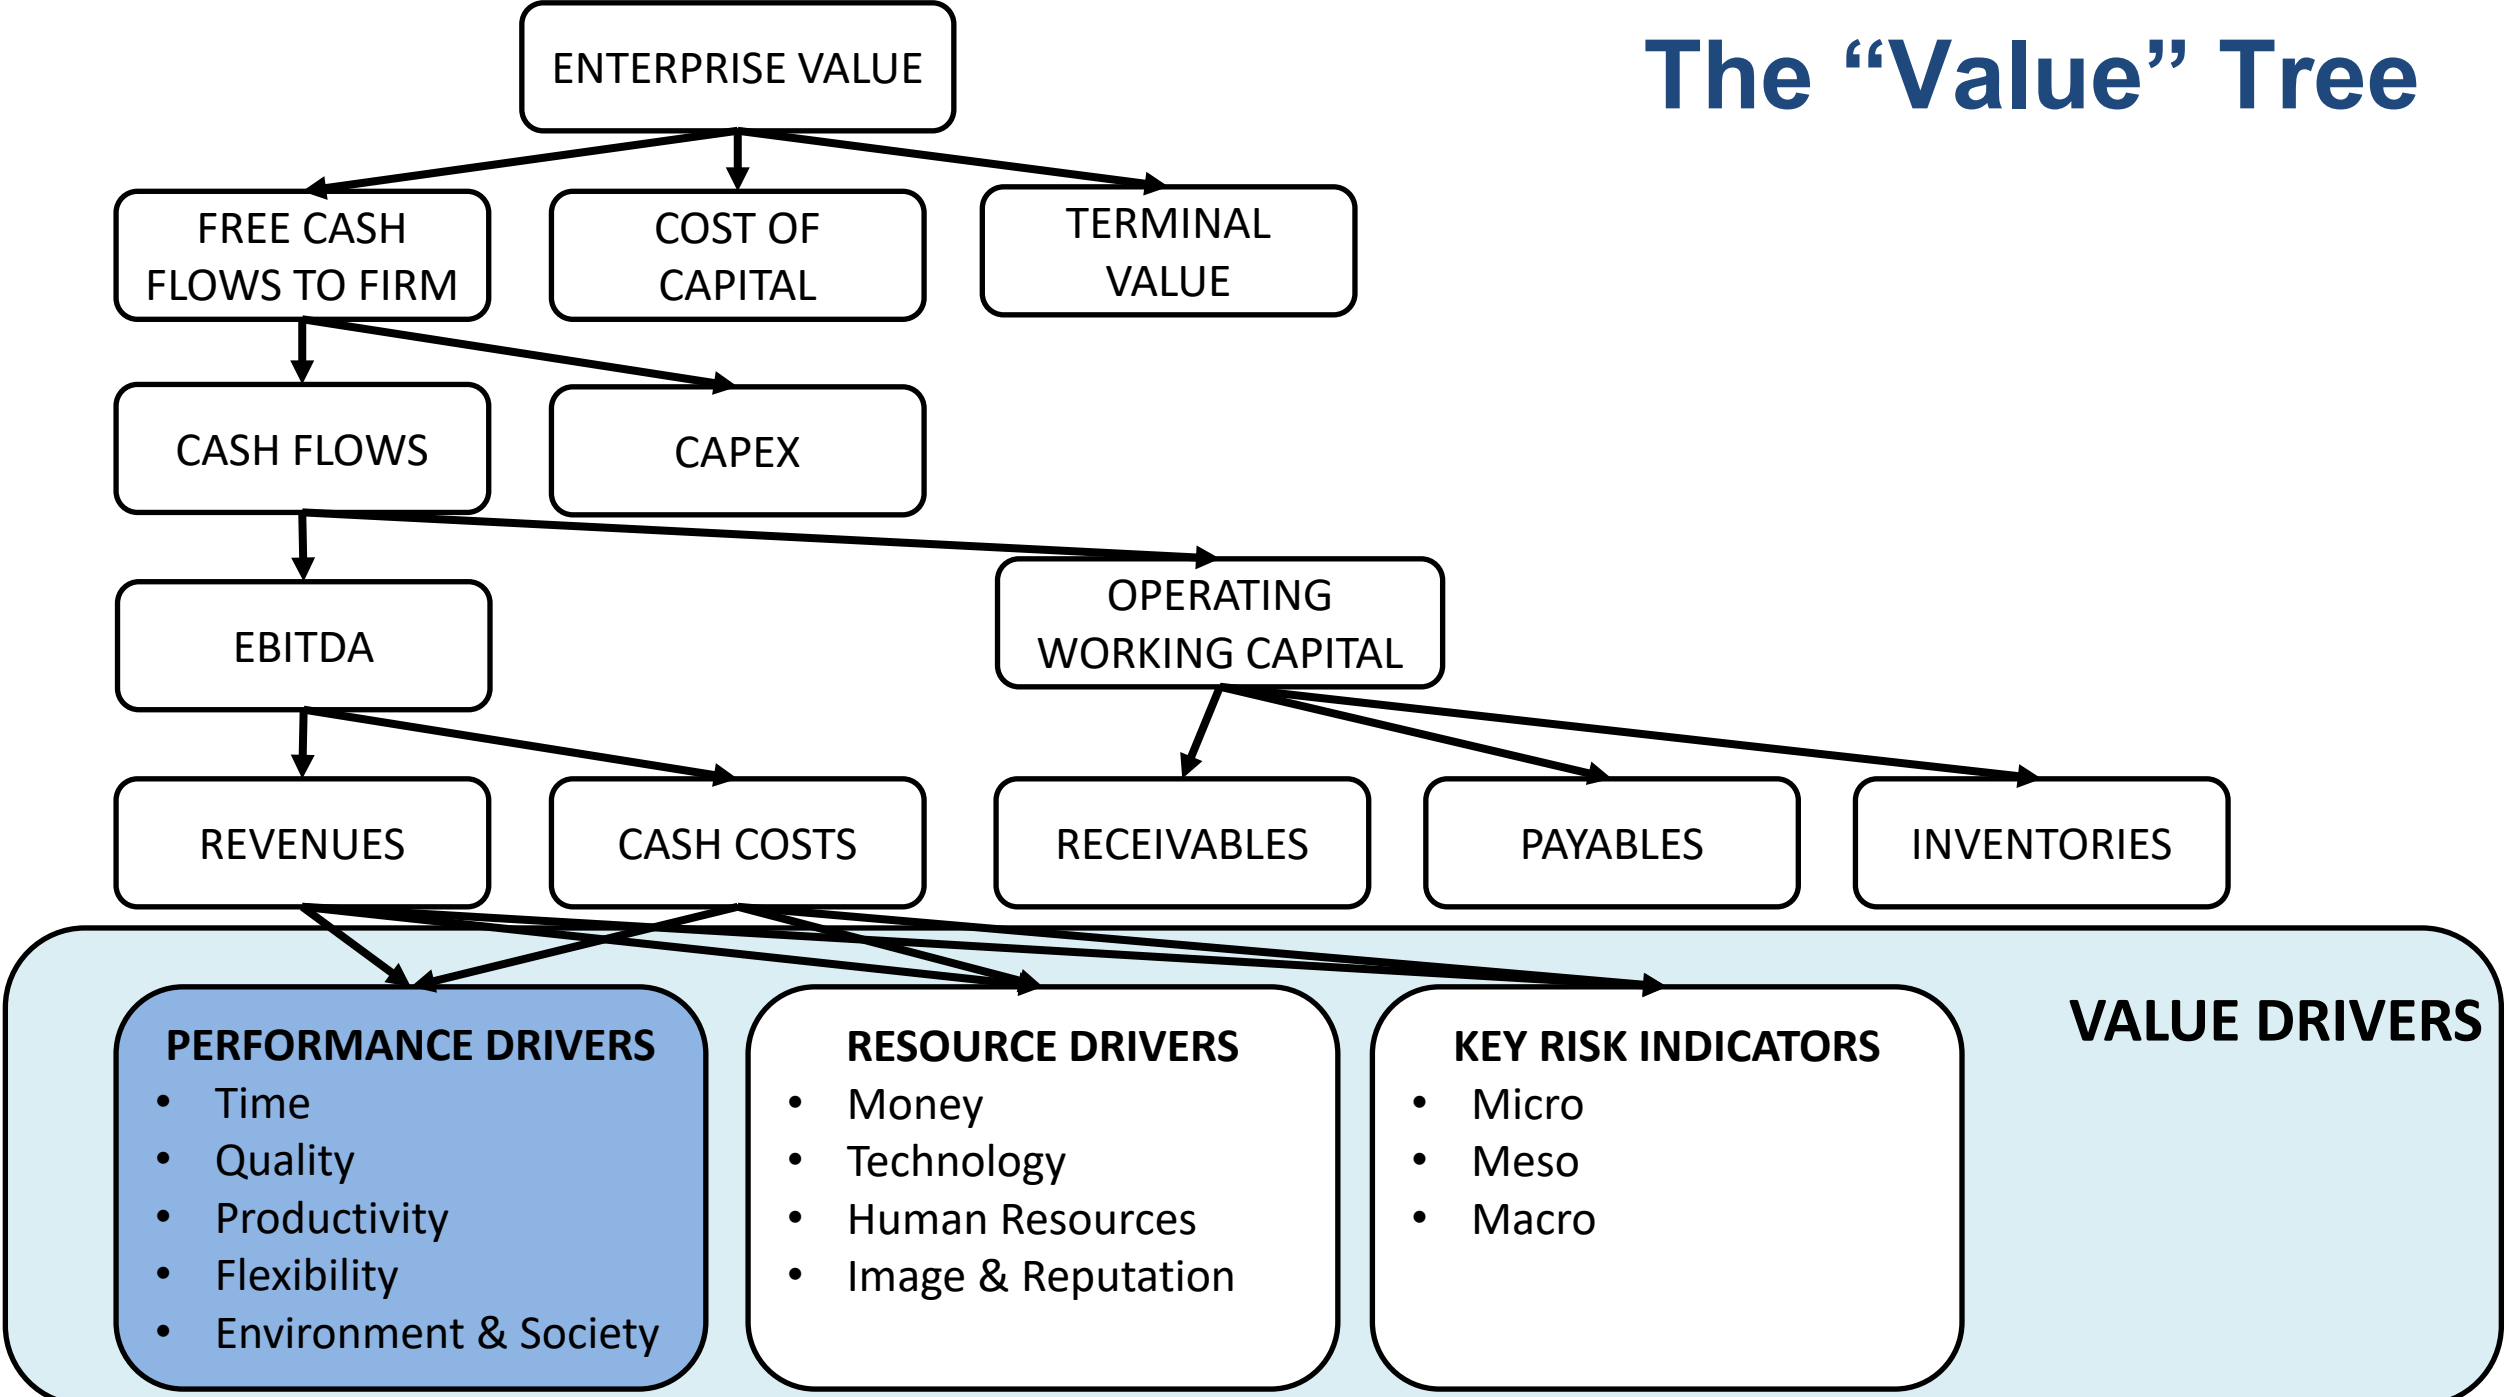 The “Value” Tree
ENTERPRISE VALUE
FREE CASH
FLOWS TO FIRM
COST OF
CAPITAL
TERMINAL
VALUE
CASH FLOWS
CAPEX
EBITDA
OPERATING
WORKING CAPITAL
REVENUES
CASH COSTS
RECEIVABLES
PAYABLES
INVENTORIES
VALUE DRIVERS
PERFORMANCE DRIVERS
• Time
• Quality
• Productivity
• Flexibility
• Environment & Society
RESOURCE DRIVERS
• Money
• Technology
• Human Resources
• Image & Reputation
KEY RISK INDICATORS
• Micro
• Meso
• Macro